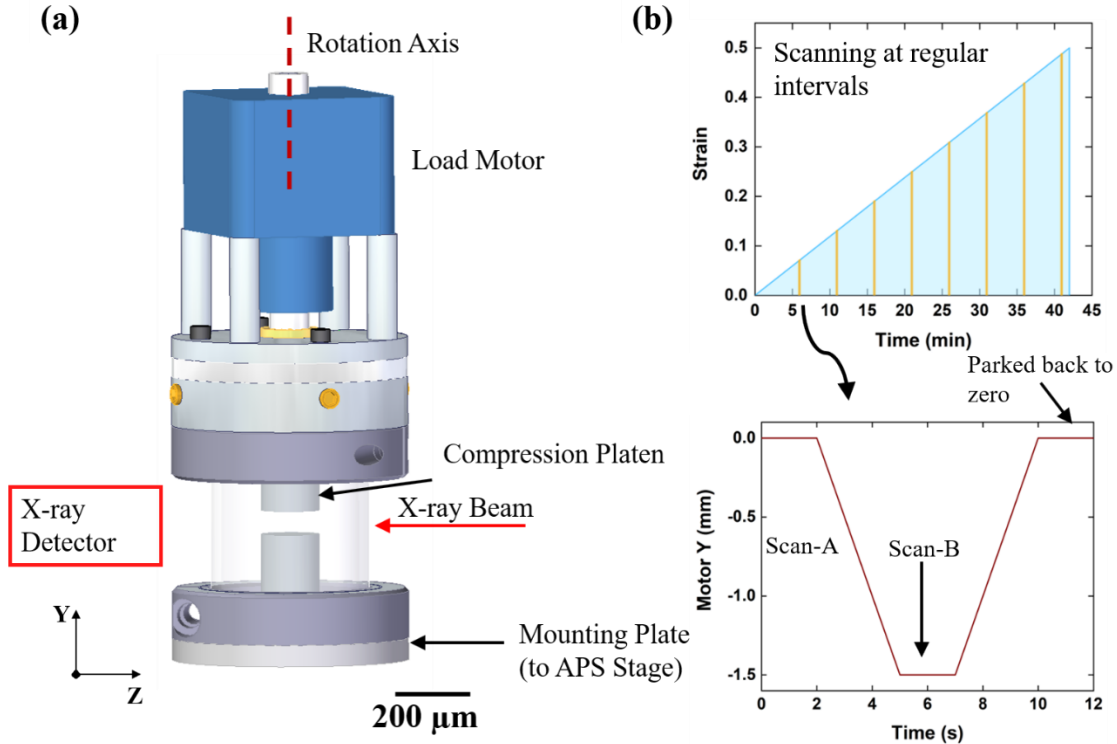 (a)
Rotation Axis
Load Motor
Compression Platen
X-ray Beam
X-ray
Detector
Mounting Plate
(to APS Stage)
Y
Z
200 μm
(b)
Scanning at regular
intervals
Strain
0.5
0.4
0.3
0.2
0.1
0.0
0 5 10 15 20 25 30 35 40 45
Time (min)
Parked back to
zero
Motor Y (mm)
0.0
-0.5
-1.0
-1.5
Scan-A
Scan-B
0 2 4 6 8 10 12
Time (s)